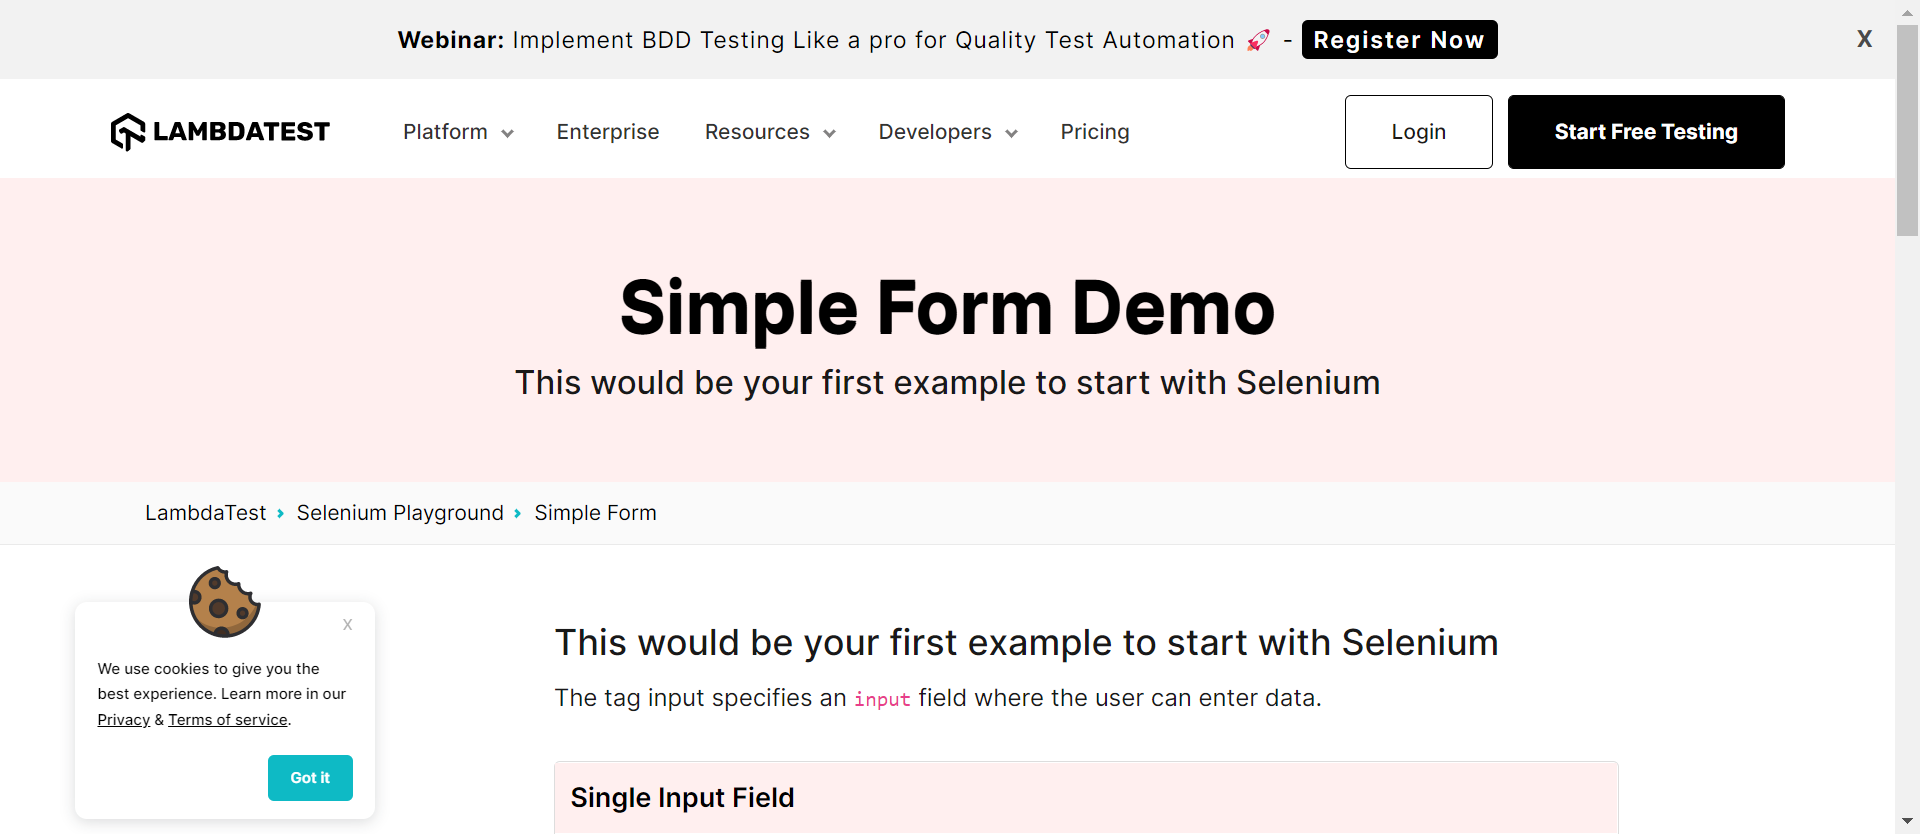 Webinar: Implement BDD Testing Like a pro for Quality Test Automation 🚀 - Register Now
X
LAMBDATEST
Platform
Enterprise
Resources
Developers
Pricing
Login
Start Free Testing
Simple Form Demo
This would be your first example to start with Selenium
LambdaTest › Selenium Playground › Simple Form
X
We use cookies to give you the
best experience. Learn more in our
Privacy & Terms of service.
Got it
This would be your first example to start with Selenium
The tag input specifies an input field where the user can enter data.
Single Input Field